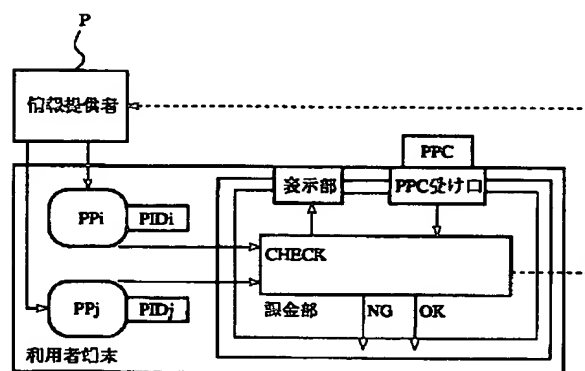 P
情報提供者
PPC
表示部
PPC受け口
PPi
PIDi
CHECK
PPj
PIDj
課金部
NG
OK
利用者端末